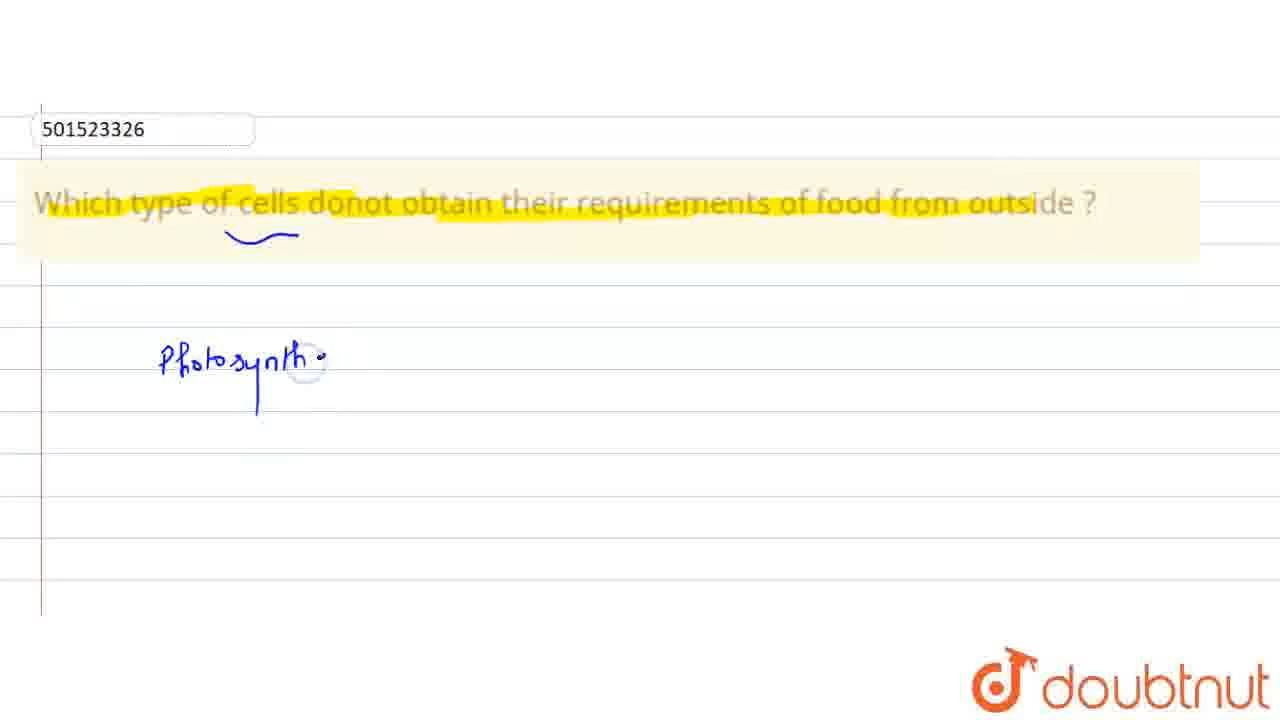 501523326
Which type of cells donot obtain their requirements of food from outside ?
Photosynth
doubtnut